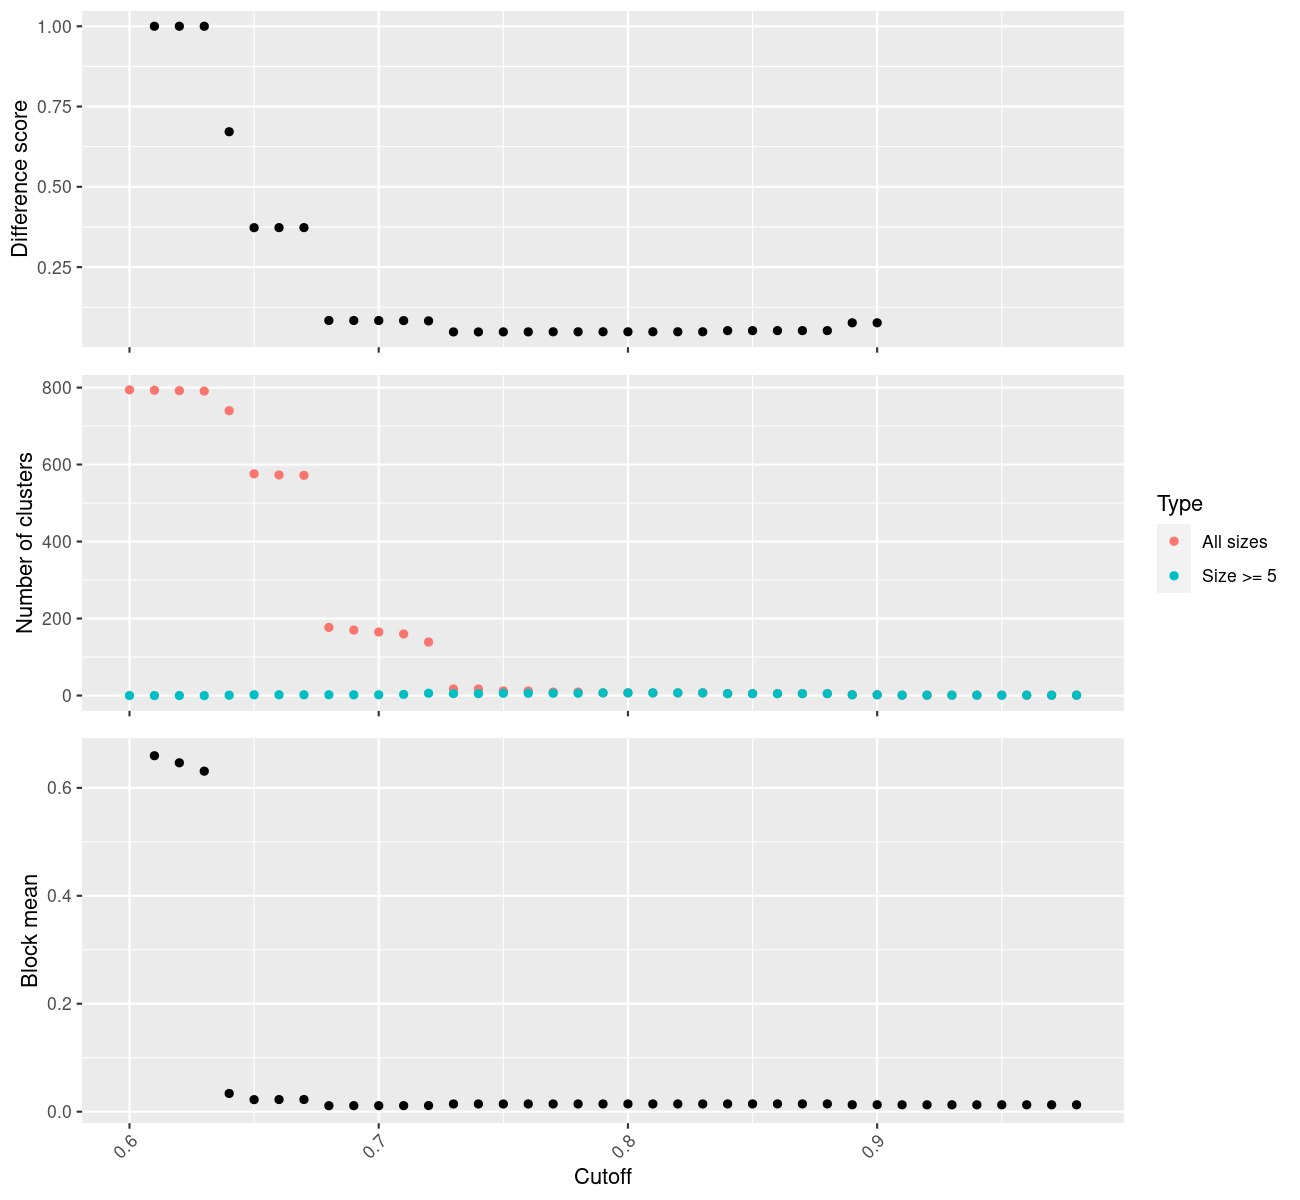 Difference score
1.00
0.75
0.50
0.25
Number of clusters
800
600
400
200
0
Type
All sizes
Size >= 5
Block mean
0.6
0.4
0.2
0.0
0.6 0.7 0.8 0.9
Cutoff